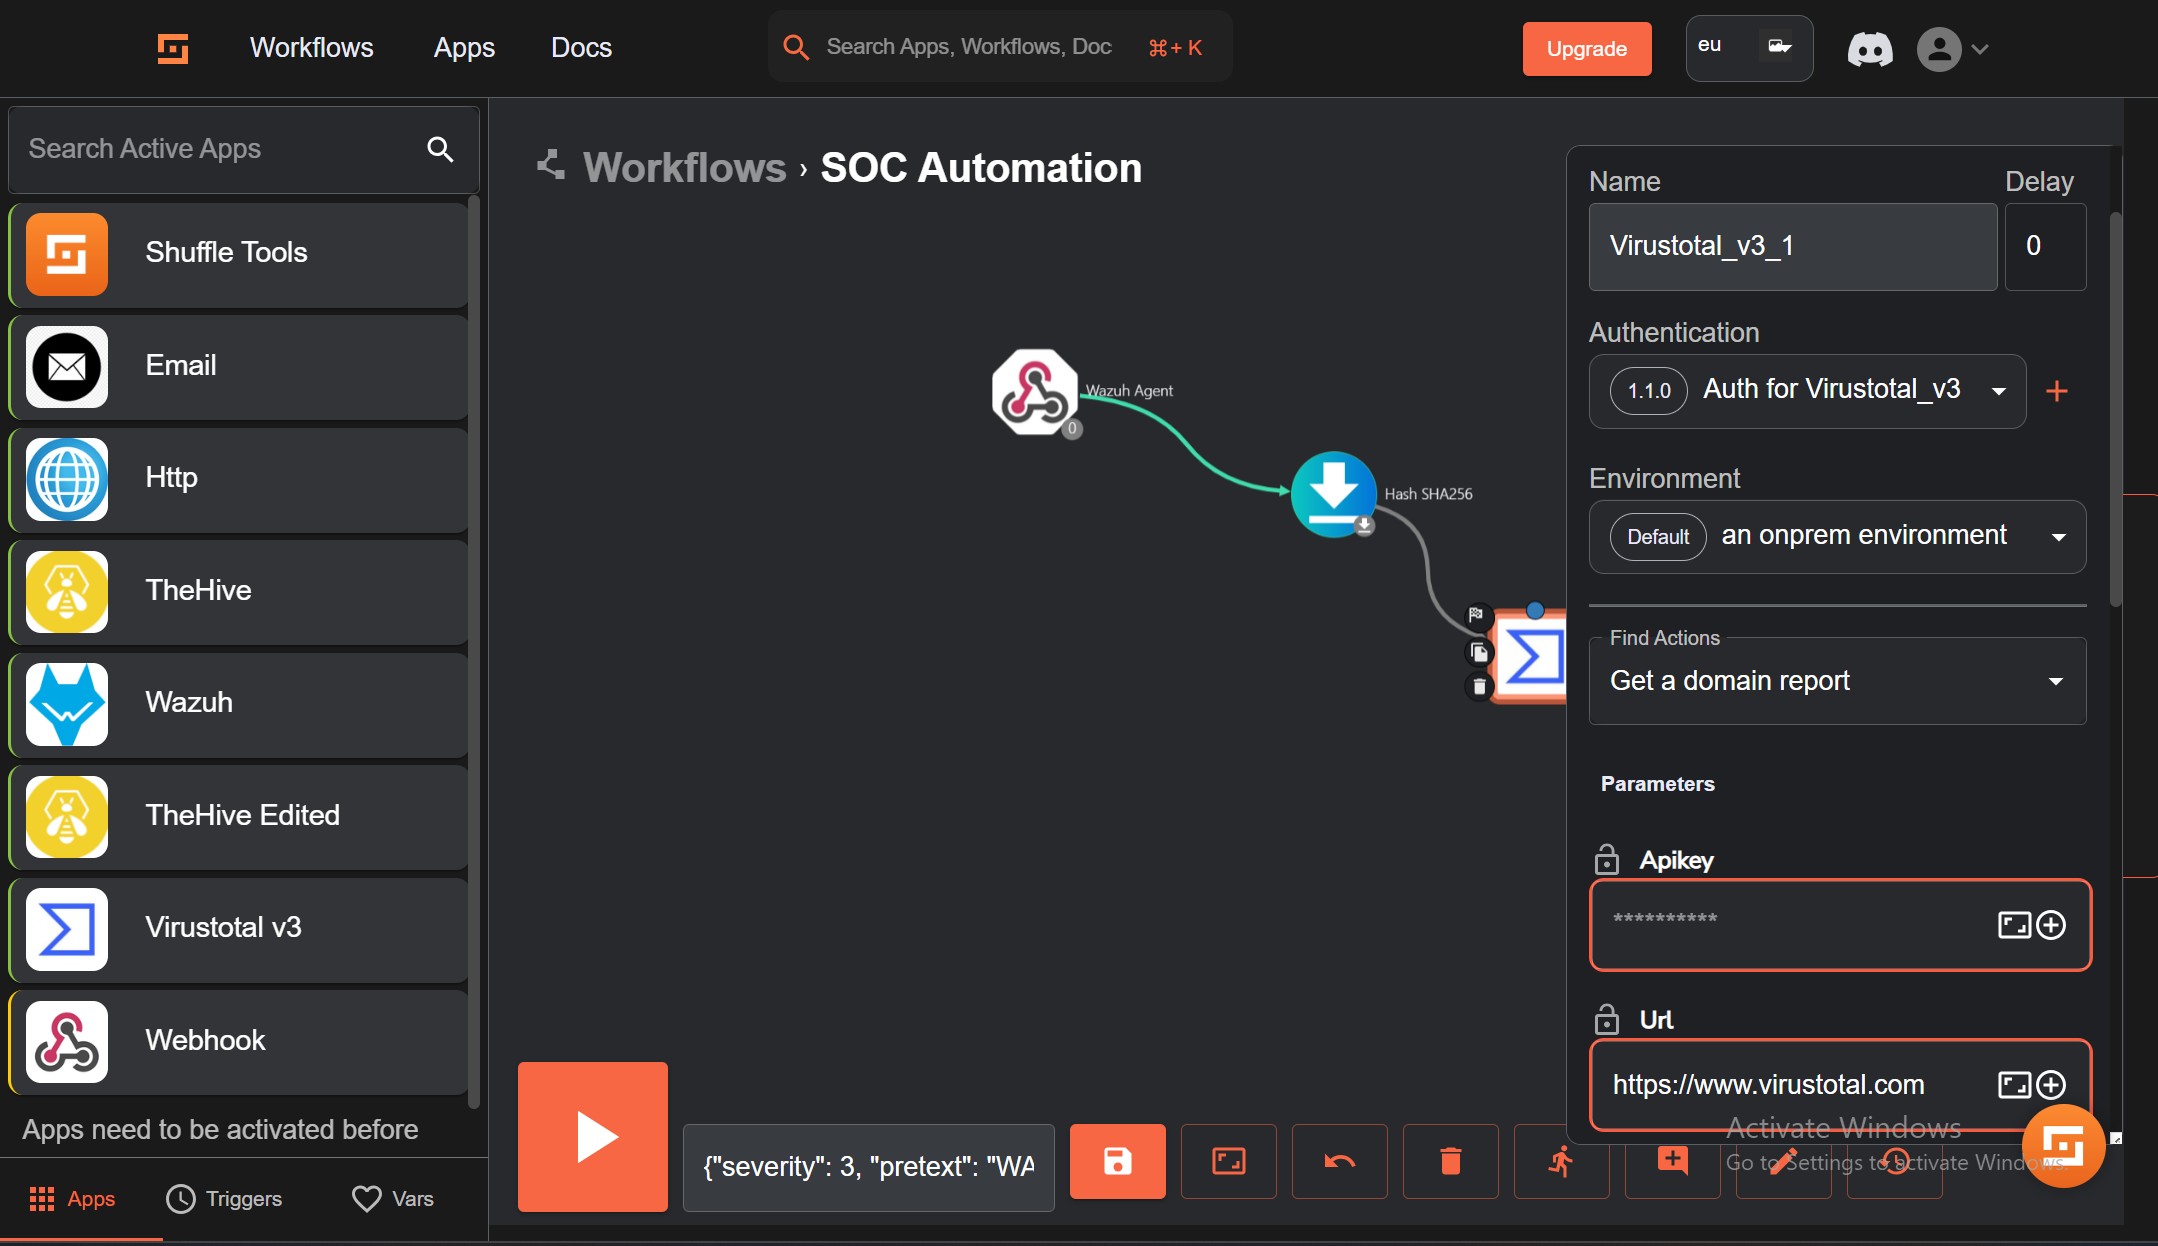 Workflows Apps Docs Search Apps, Workflows, Doc ⌘+ K Upgrade eu
Search Active Apps
Shuffle Tools
Email
Http
TheHive
Wazuh
TheHive Edited
Virustotal v3
Webhook
Apps need to be activated before
Apps Triggers Vars
Workflows › SOC Automation
Wazuh Agent
0
Hash SHA256
{"severity": 3, "pretext": "WA
Name Delay
Virustotal_v3_1 0
Authentication
1.1.0 Auth for Virustotal_v3
Environment
Default an onprem environment
Find Actions
Get a domain report
Parameters
Apikey
**********
Url
https://www.virustotal.com
Activate Windows
Go to Settings to activate Windows.